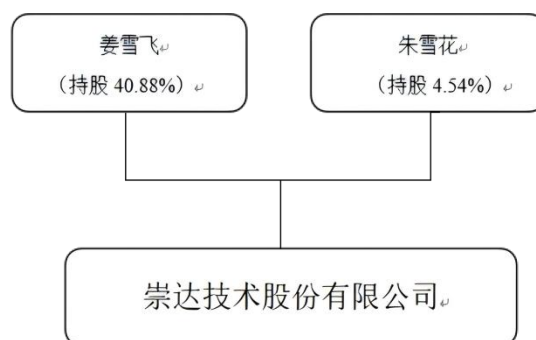 姜雪飞
（持股 40.88%）
朱雪花
（持股 4.54%）
崇达技术股份有限公司